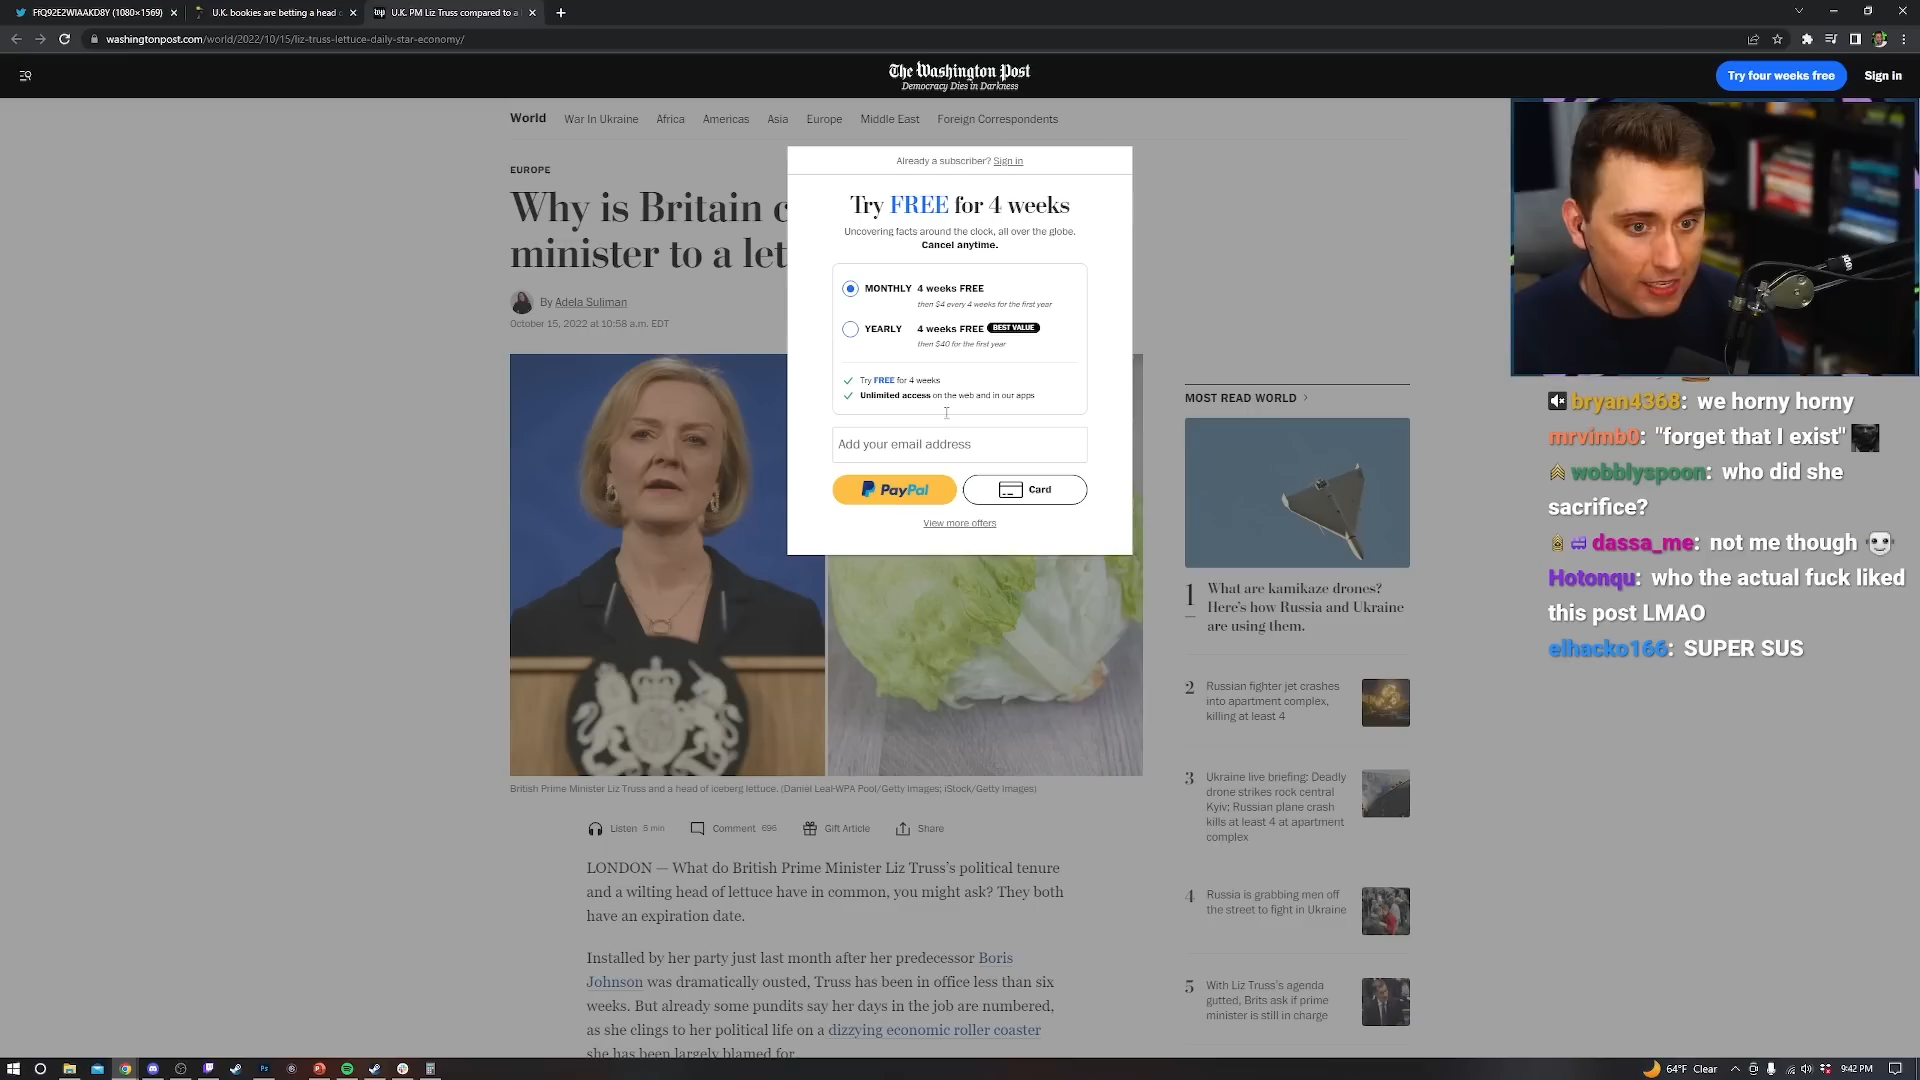 FfQ92E2WIAAKD8Y (1080×1569)
U.K. bookies are betting a head
U.K. PM Liz Truss compared to a
washingtonpost.com/world/2022/10/15/liz-truss-lettuce-daily-star-economy/
The Washington Post
Democracy Dies in Darkness
Try four weeks free
Sign in
World War in Ukraine Africa Americas Asia Europe Middle East Foreign Correspondents
Already a subscriber? Sign in
EUROPE
Why is Britain c
minister to a let
By Adela Suliman
October 15, 2022 at 10:58 a.m. EDT
Try FREE for 4 weeks
Uncovering facts around the clock, all over the globe.
Cancel anytime.
MONTHLY 4 weeks FREE
then $4 every 4 weeks for the first year
YEARLY 4 weeks FREE BEST VALUE
then $40 for the first year
Try FREE for 4 weeks
Unlimited access on the web and in our apps
Add your email address
PayPal
Card
View more offers
British Prime Minister Liz Truss and a head of iceberg lettuce. (Daniel Leal-WPA Pool/Getty Images; iStock/Getty Images)
Listen 5 min
Comment 696
Gift Article
Share
LONDON — What do British Prime Minister Liz Truss's political tenure
and a wilting head of lettuce have in common, you might ask? They both
have an expiration date.
Installed by her party just last month after her predecessor Boris
Johnson was dramatically ousted, Truss has been in office less than six
weeks. But already some pundits say her days in the job are numbered,
as she clings to her political life on a dizzying economic roller coaster
she has been largely blamed for.
MOST READ WORLD
1 What are kamikaze drones?
Here's how Russia and Ukraine
are using them.
2 Russian fighter jet crashes
into apartment complex,
killing at least 4
3 Ukraine live briefing: Deadly
drone strikes rock central
Kyiv; Russian plane crash
kills at least 4 at apartment
complex
4 Russia is grabbing men off
the street to fight in Ukraine
5 With Liz Truss's agenda
gutted, Brits ask if prime
minister is still in charge
bryan4368: we horny horny
mrvimb0: "forget that I exist"
wobblyspoon: who did she
sacrifice?
dassa_me: not me though
Hotonqu: who the actual fuck liked
this post LMAO
elhacko166: SUPER SUS
64°F Clear
9:42 PM